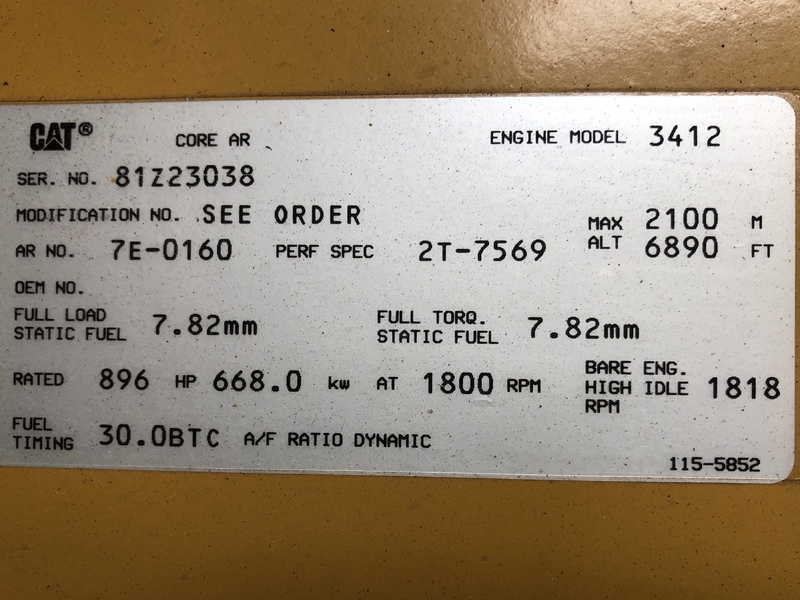 CAT® CORE AR ENGINE MODEL 3412
SER. NO. 81Z23038
MODIFICATION NO. SEE ORDER
MAX ALT 2100 M
6890 FT
AR NO. 7E-0160 PERF SPEC 2T-7569
OEM NO.
FULL LOAD STATIC FUEL 7.82mm FULL TORQ. STATIC FUEL 7.82mm
RATED 896 HP 668.0 kw AT 1800 RPM BARE ENG. HIGH IDLE RPM 1818
FUEL TIMING 30.0BTC A/F RATIO DYNAMIC
115-5852